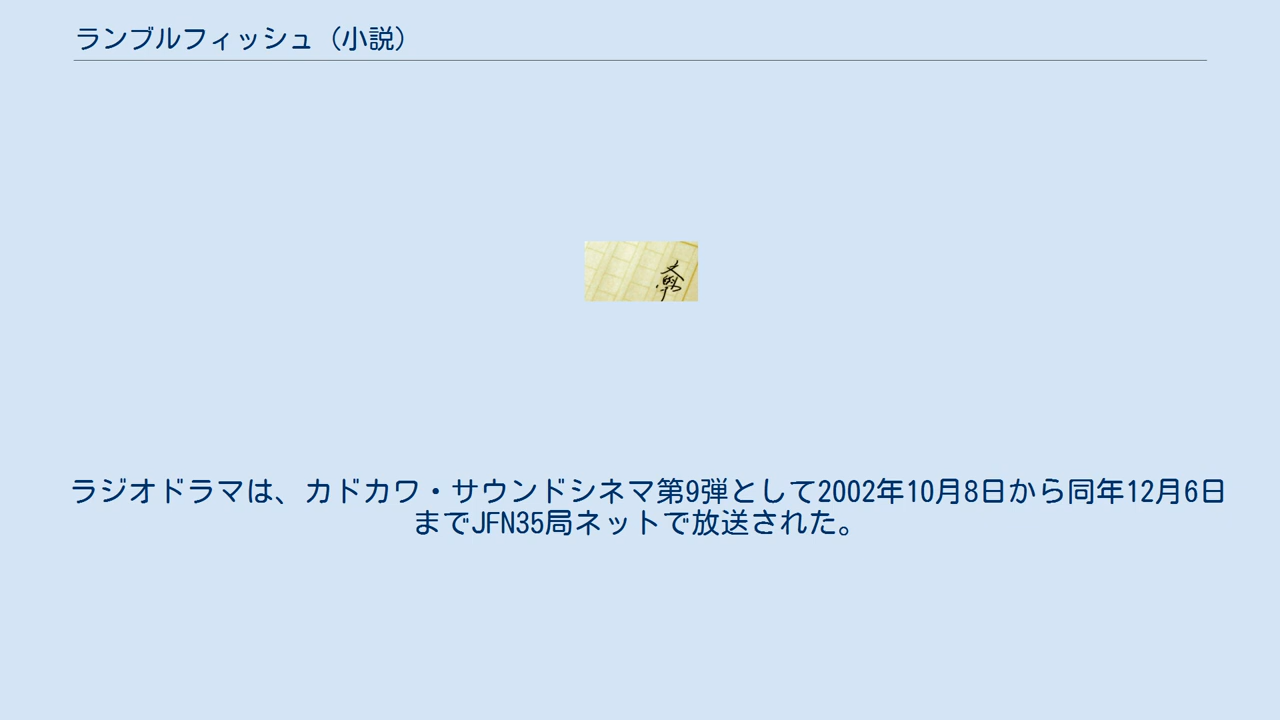 ランブルフィッシュ（小説）
ラジオドラマは、カドカワ・サウンドシネマ第9弾として2002年10月8日から同年12月6日
までJFN35局ネットで放送された。